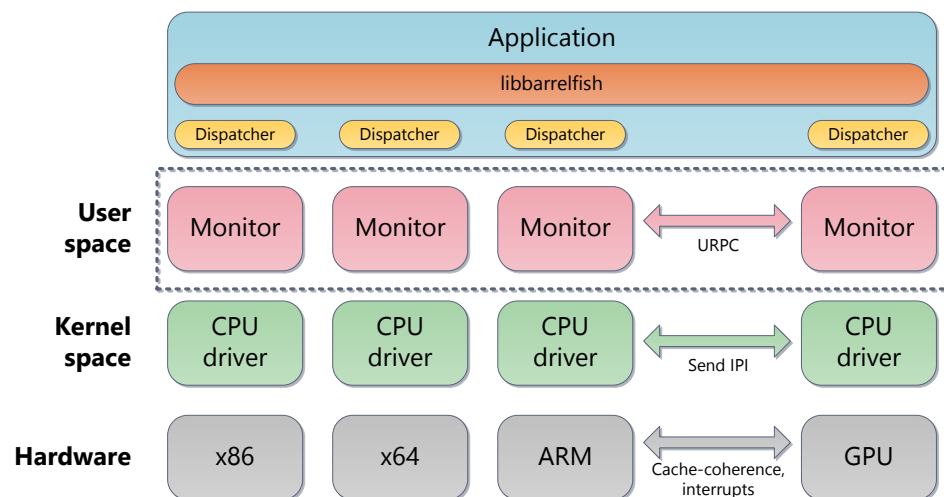 Application
libbarrelfish
Dispatcher Dispatcher Dispatcher Dispatcher
User
space
Monitor Monitor Monitor Monitor
URPC
Kernel
space
CPU
driver
CPU
driver
CPU
driver
CPU
driver
Send IPI
Hardware
x86 x64 ARM GPU
Cache-coherence,
interrupts